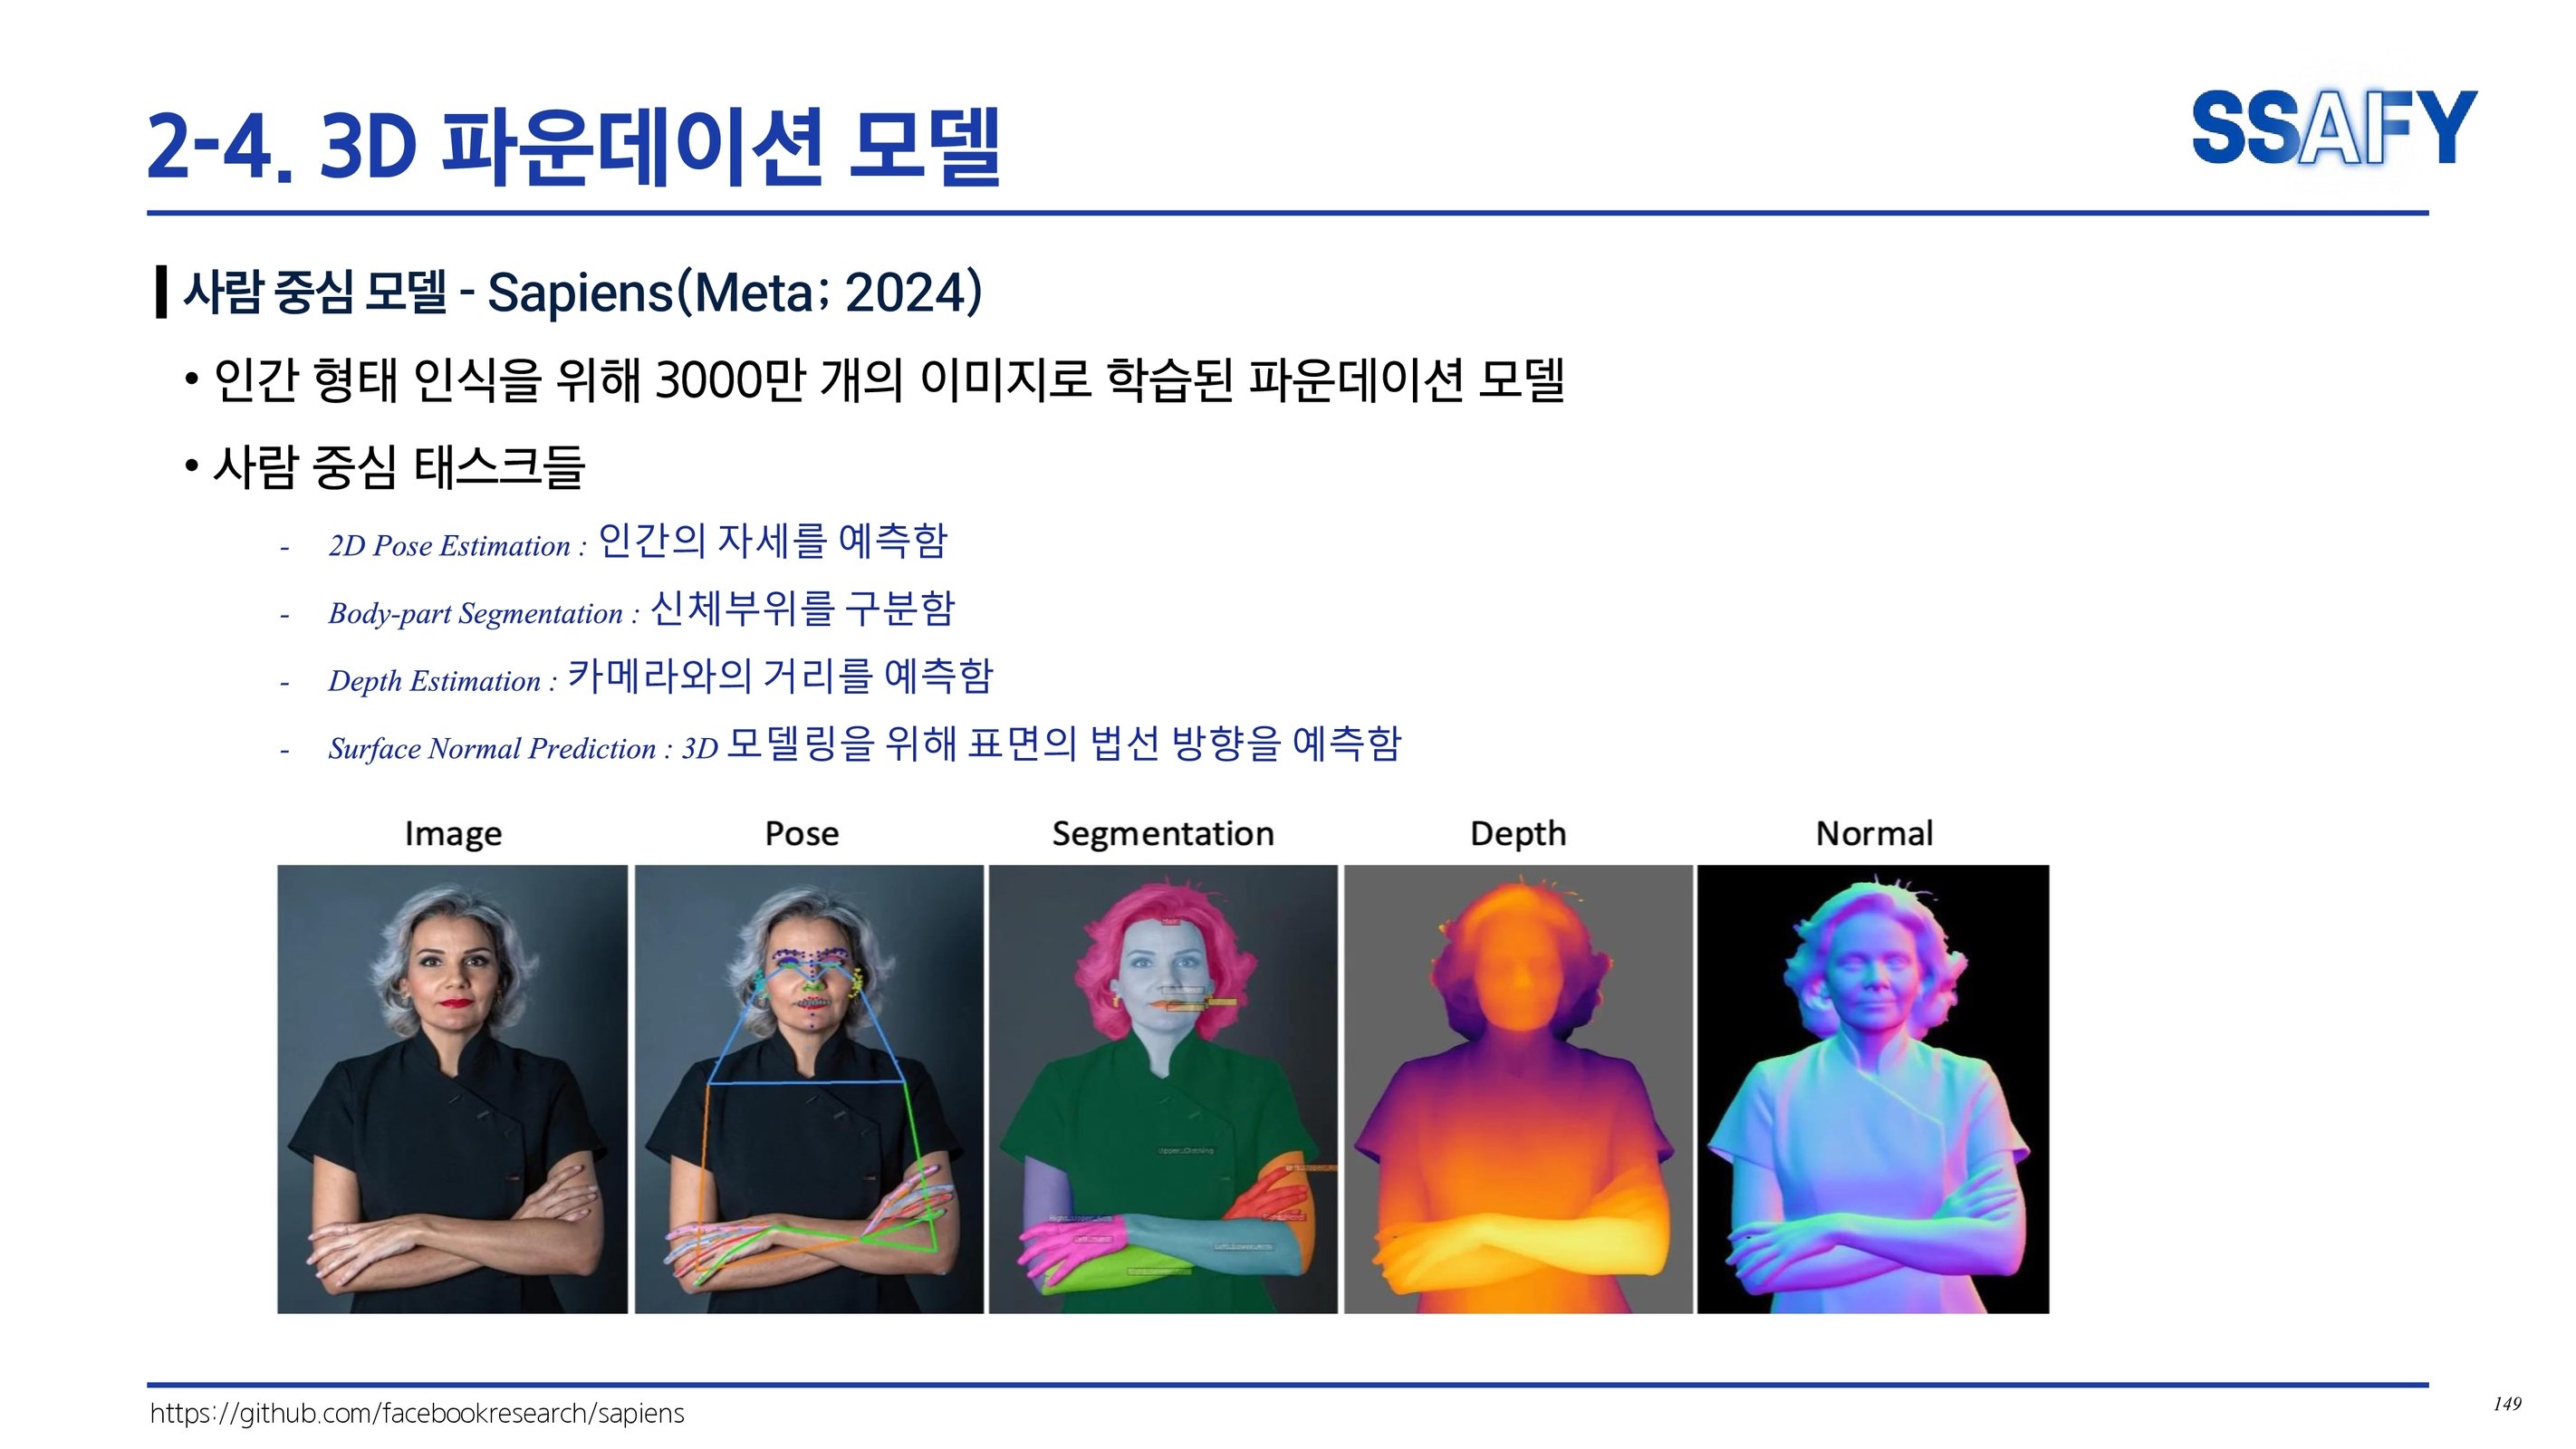 2-4. 3D 파운데이션 모델
SSAFY
사람 중심 모델 - Sapiens(Meta; 2024)
• 인간 형태 인식을 위해 3000만 개의 이미지로 학습된 파운데이션 모델
• 사람 중심 태스크들
- 2D Pose Estimation : 인간의 자세를 예측함
- Body-part Segmentation : 신체부위를 구분함
- Depth Estimation : 카메라와의 거리를 예측함
- Surface Normal Prediction : 3D 모델링을 위해 표면의 법선 방향을 예측함
Image Pose Segmentation Depth Normal
Upper_Clothing
https://github.com/facebookresearch/sapiens
149